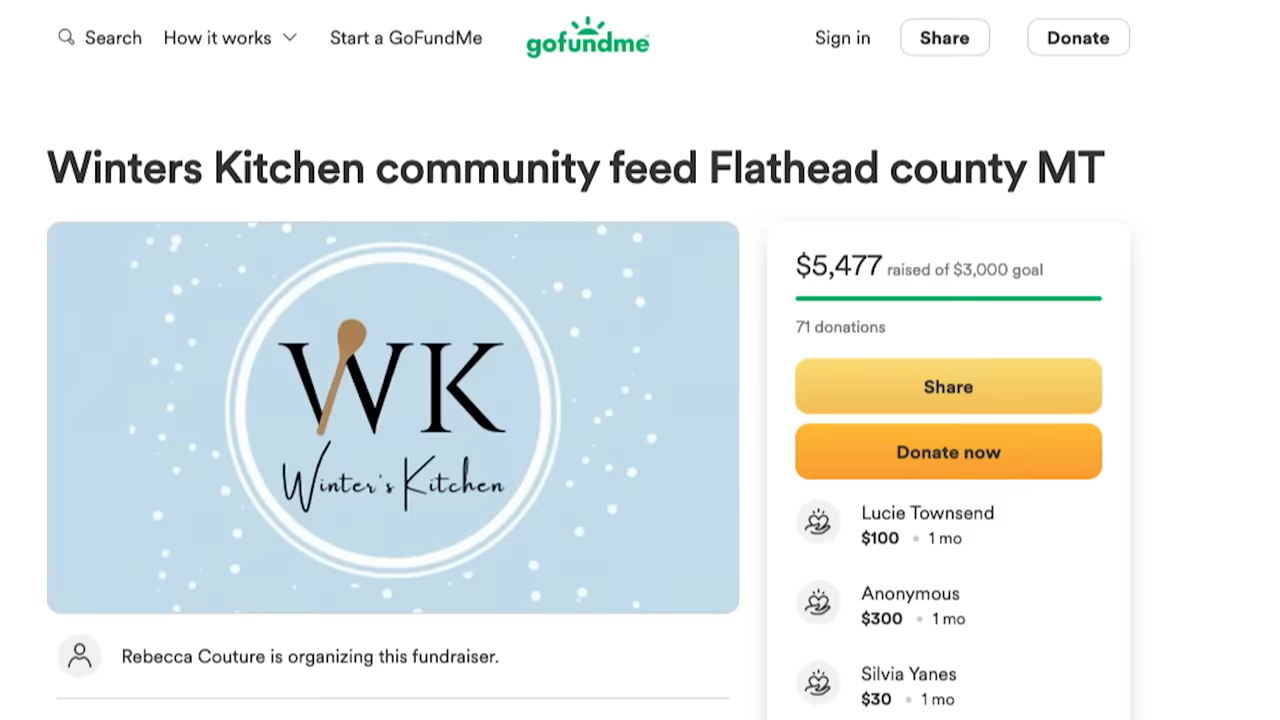 Search How it works Start a GoFundMe gofundme Sign in Share Donate
Winters Kitchen community feed Flathead county MT
WK
Winter's Kitchen
Rebecca Couture is organizing this fundraiser.
$5,477 raised of $3,000 goal
71 donations
Share
Donate now
Lucie Townsend
$100 • 1 mo
Anonymous
$300 • 1 mo
Silvia Yanes
$30 • 1 mo